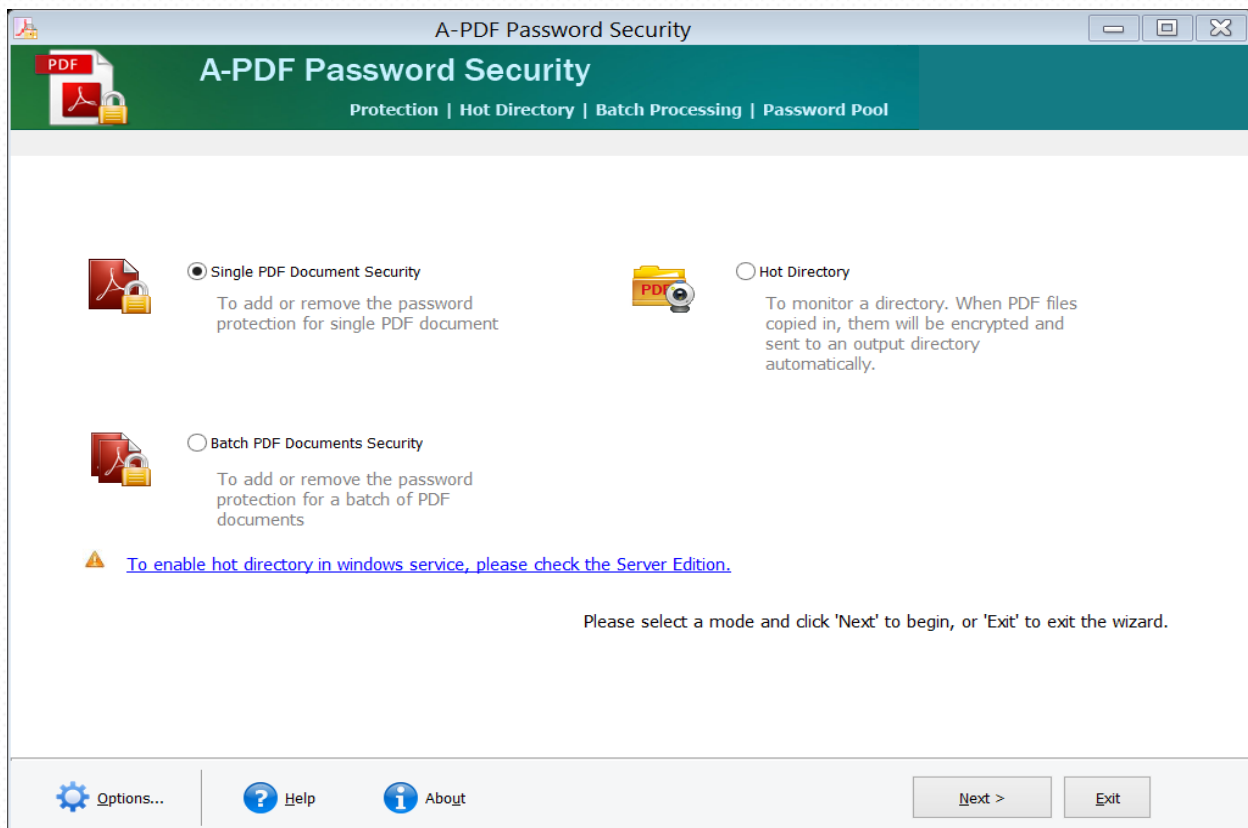 A-PDF Password Security
PDF
A-PDF Password Security
Protection | Hot Directory | Batch Processing | Password Pool
Single PDF Document Security
To add or remove the password
protection for single PDF document
PDF
Hot Directory
To monitor a directory. When PDF files
copied in, them will be encrypted and
sent to an output directory
automatically.
Batch PDF Documents Security
To add or remove the password
protection for a batch of PDF
documents
To enable hot directory in windows service, please check the Server Edition.
Please select a mode and click 'Next' to begin, or 'Exit' to exit the wizard.
Options...
Help
About
Next >
Exit